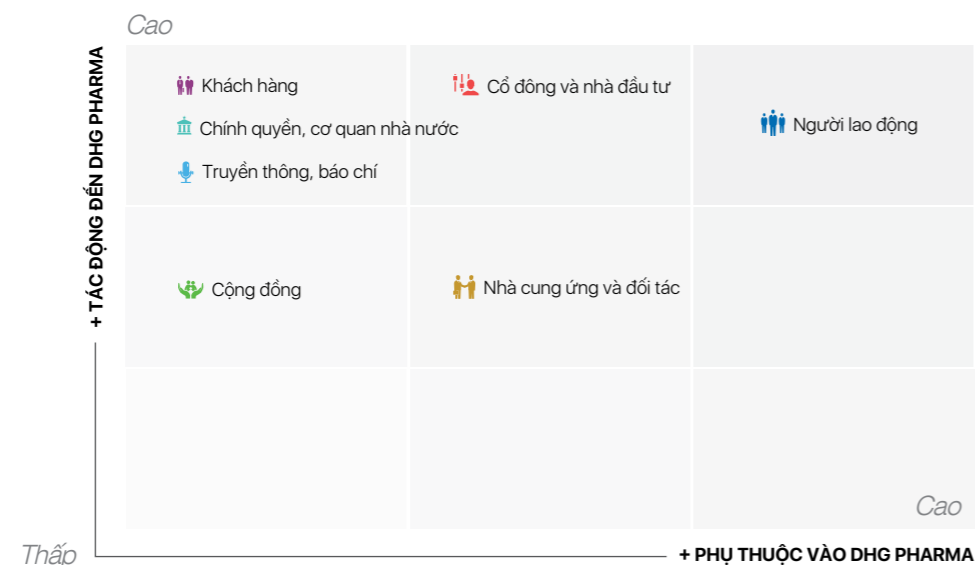 Cao
+ TÁC ĐỘNG ĐẾN DHG PHARMA
Khách hàng
Cổ đông và nhà đầu tư
Người lao động
Chính quyền, cơ quan nhà nước
Truyền thông, báo chí
Cộng đồng
Nhà cung ứng và đối tác
Cao
Thấp
+ PHỤ THUỘC VÀO DHG PHARMA